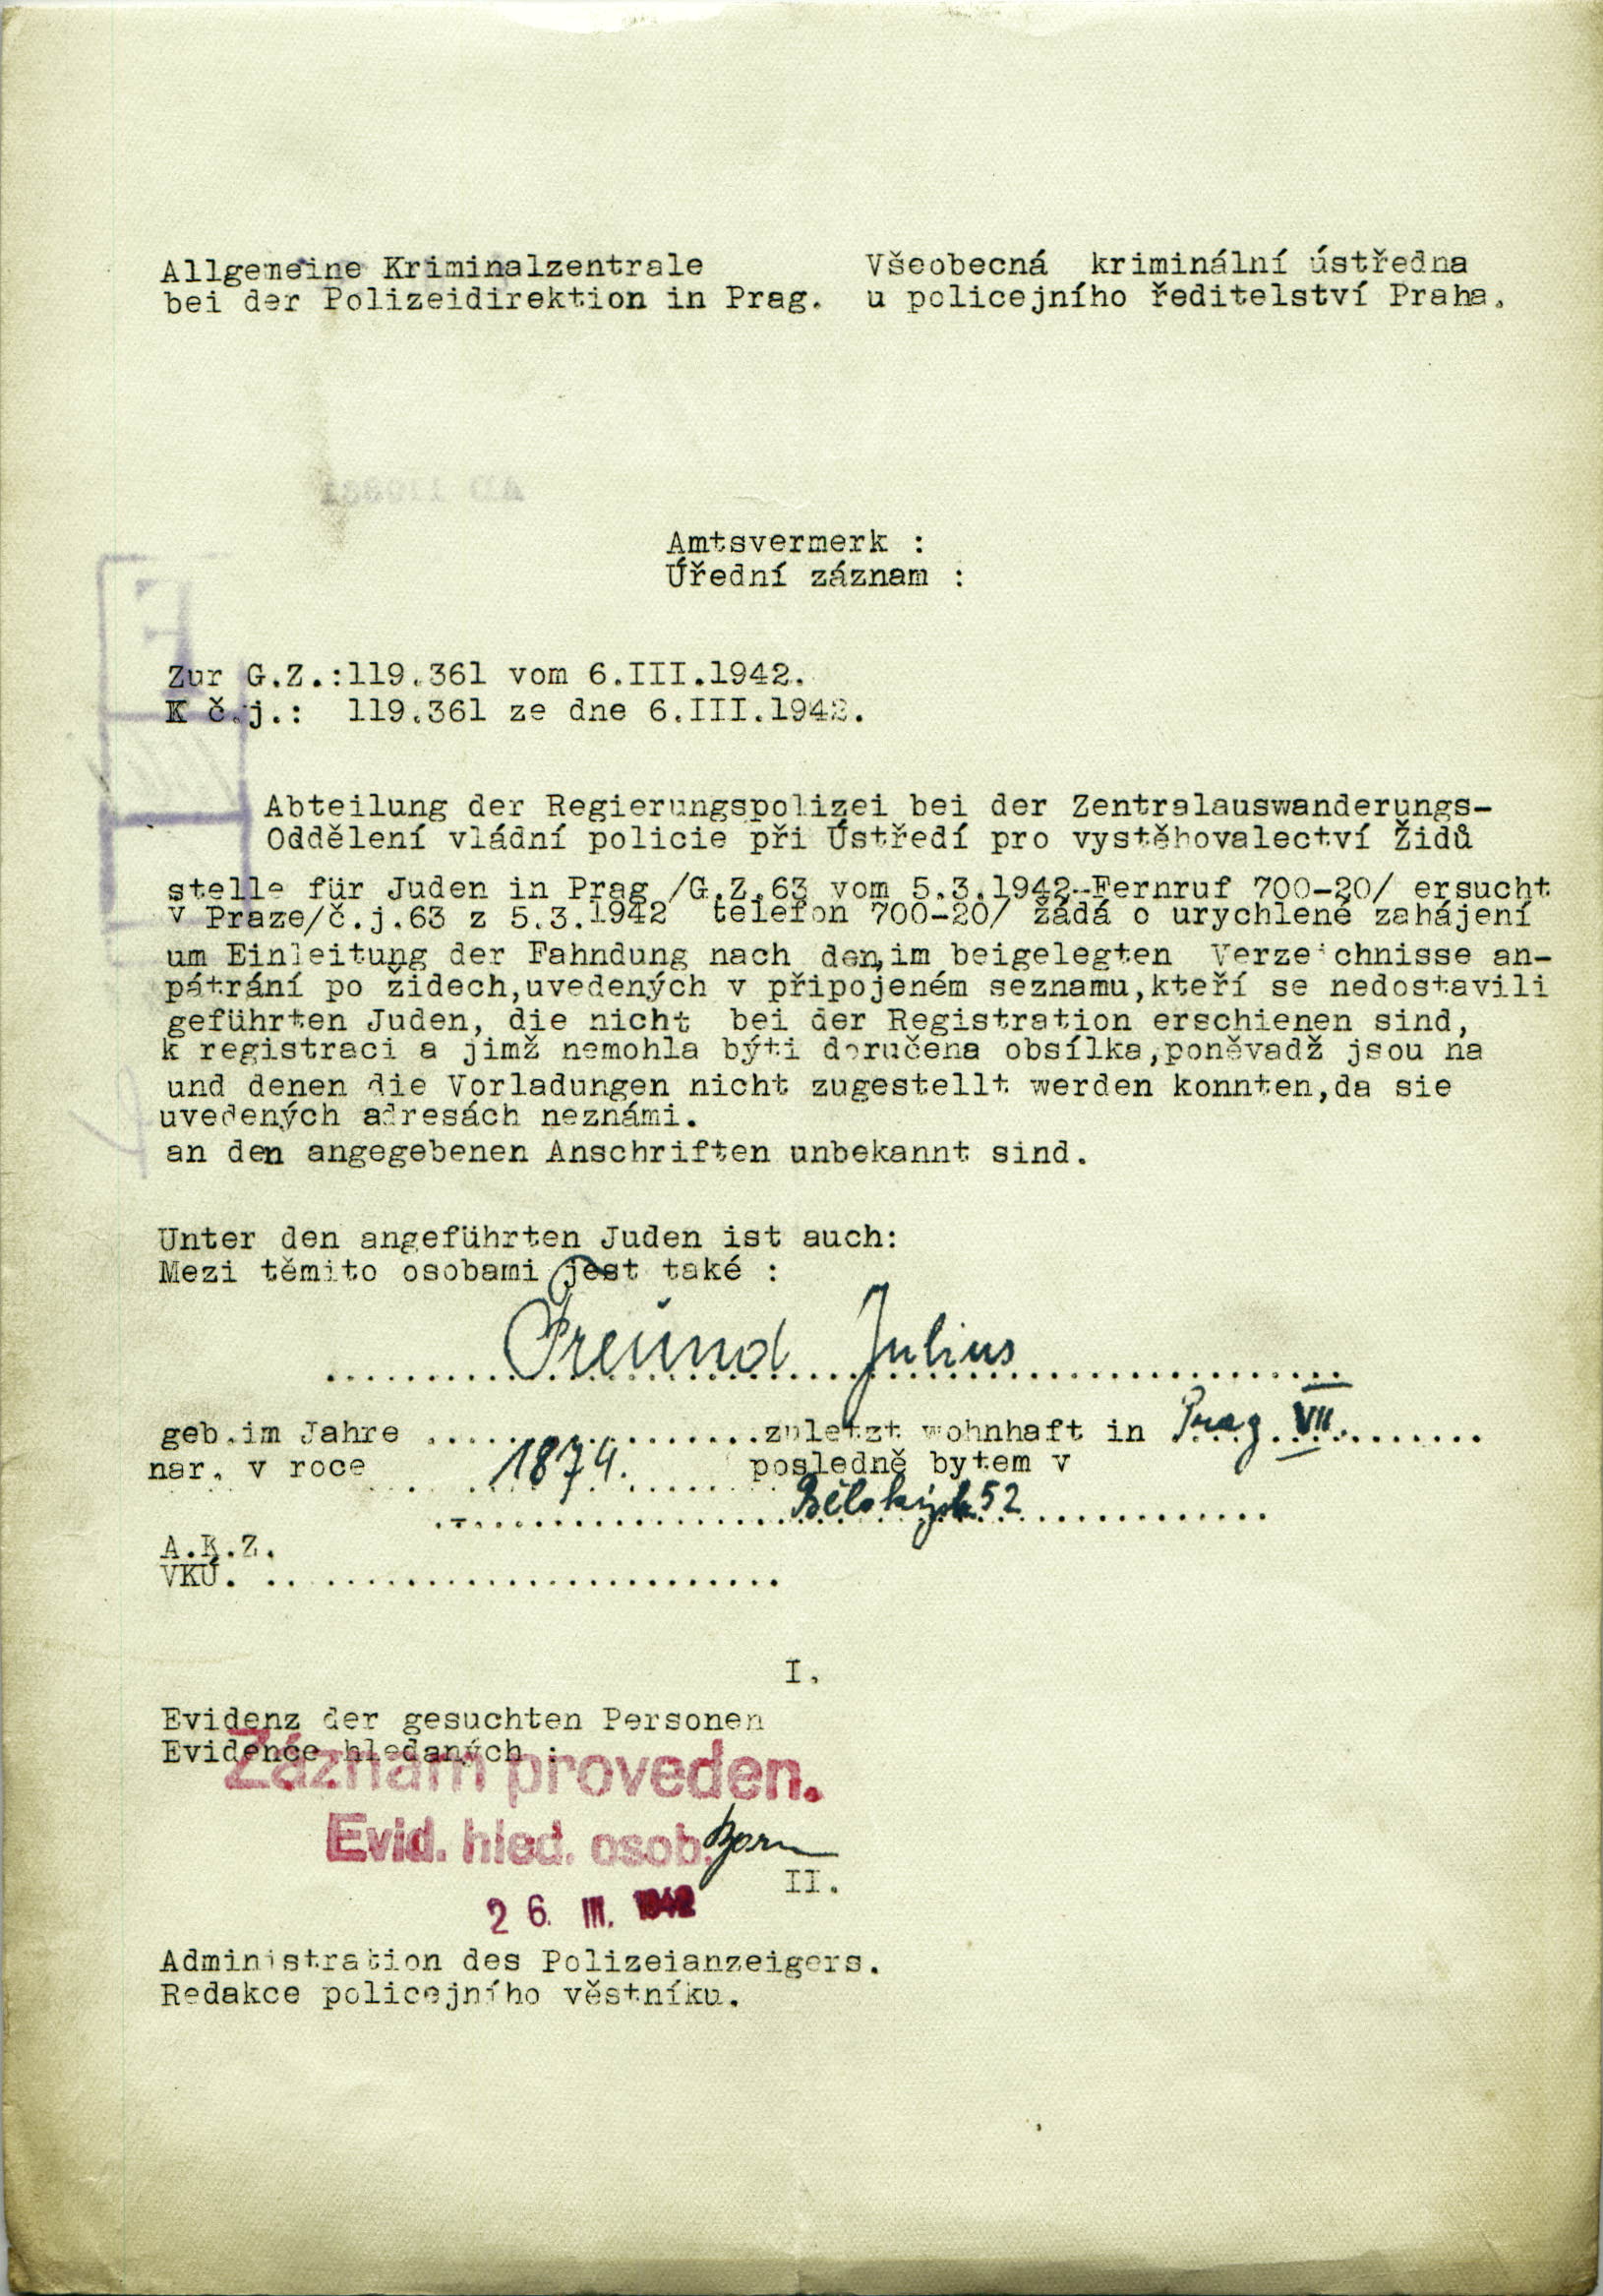 Allgemeine Kriminalzentrale Všeobecná kriminální ústředna
bei der Polizeidirektion in Prag. u policejního ředitelství Praha.
Amtsvermerk :
Úřední záznam :
Zur G.Z.:119.361 vom 6.III.1942.
K č.j.: 119.361 ze dne 6.III.1942.
Abteilung der Regierungspolizei bei der Zentralauswanderungs-
Oddělení vládní policie při Ústředí pro vystěhovalectví Židů
stelle für Juden in Prag /G.Z.63 vom 5.3.1942-Fernruf 700-20/ ersucht
v Praze/č.j.63 z 5.3.1942 telefon 700-20/ žádá o urychlené zahájení
um Einleitung der Fahndung nach den,im beigelegten Verzeichnisse an-
pátrání po židech,uvedených v připojeném seznamu,kteří se nedostavili
geführten Juden, die nicht bei der Registration erschienen sind,
k registraci a jimž nemohla býti doručena obsílka,poněvadž jsou na
und denen die Vorladungen nicht zugestellt werden konnten,da sie
uvedených adresách neznámi.
an den angegebenen Anschriften unbekannt sind.
Unter den angeführten Juden ist auch:
Mezi těmito osobami jest také :
Freund Julius
geb.im Jahre ....................zuletzt wohnhaft in Prag VII.
nar. v roce 1874. posledně bytem v
52
A.K.Z.
VKÚ. ............................
I.
Evidenz der gesuchten Personen
Evidence hledaných :
Záznam proveden.
Evid. hled. osob.
II.
26. III. 1942
Administration des Polizeianzeigers.
Redakce policejního věstníku.